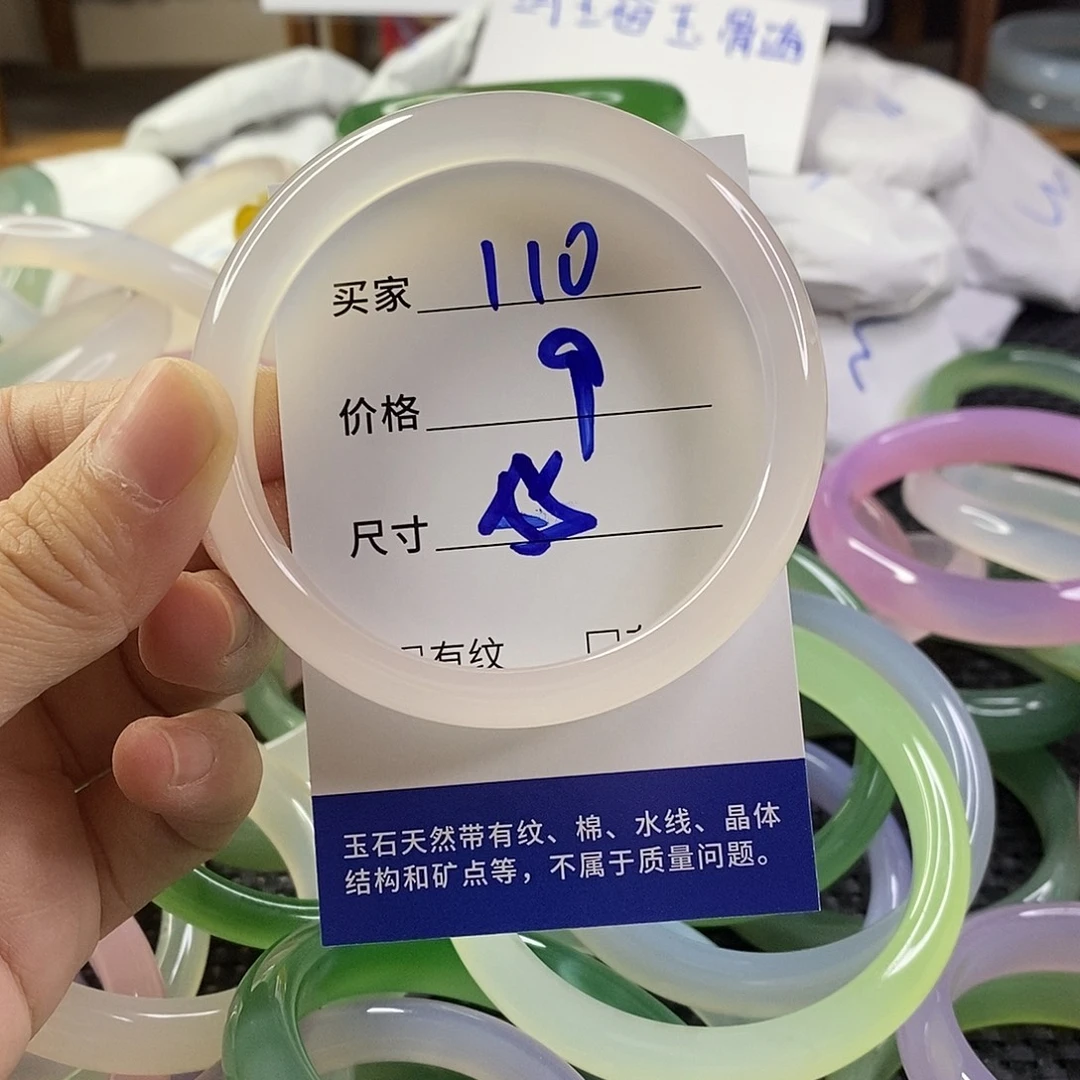 买家 110
价格 9
尺寸
有纹
玉石天然带有纹、棉、水线、晶体
结构和矿点等，不属于质量问题。